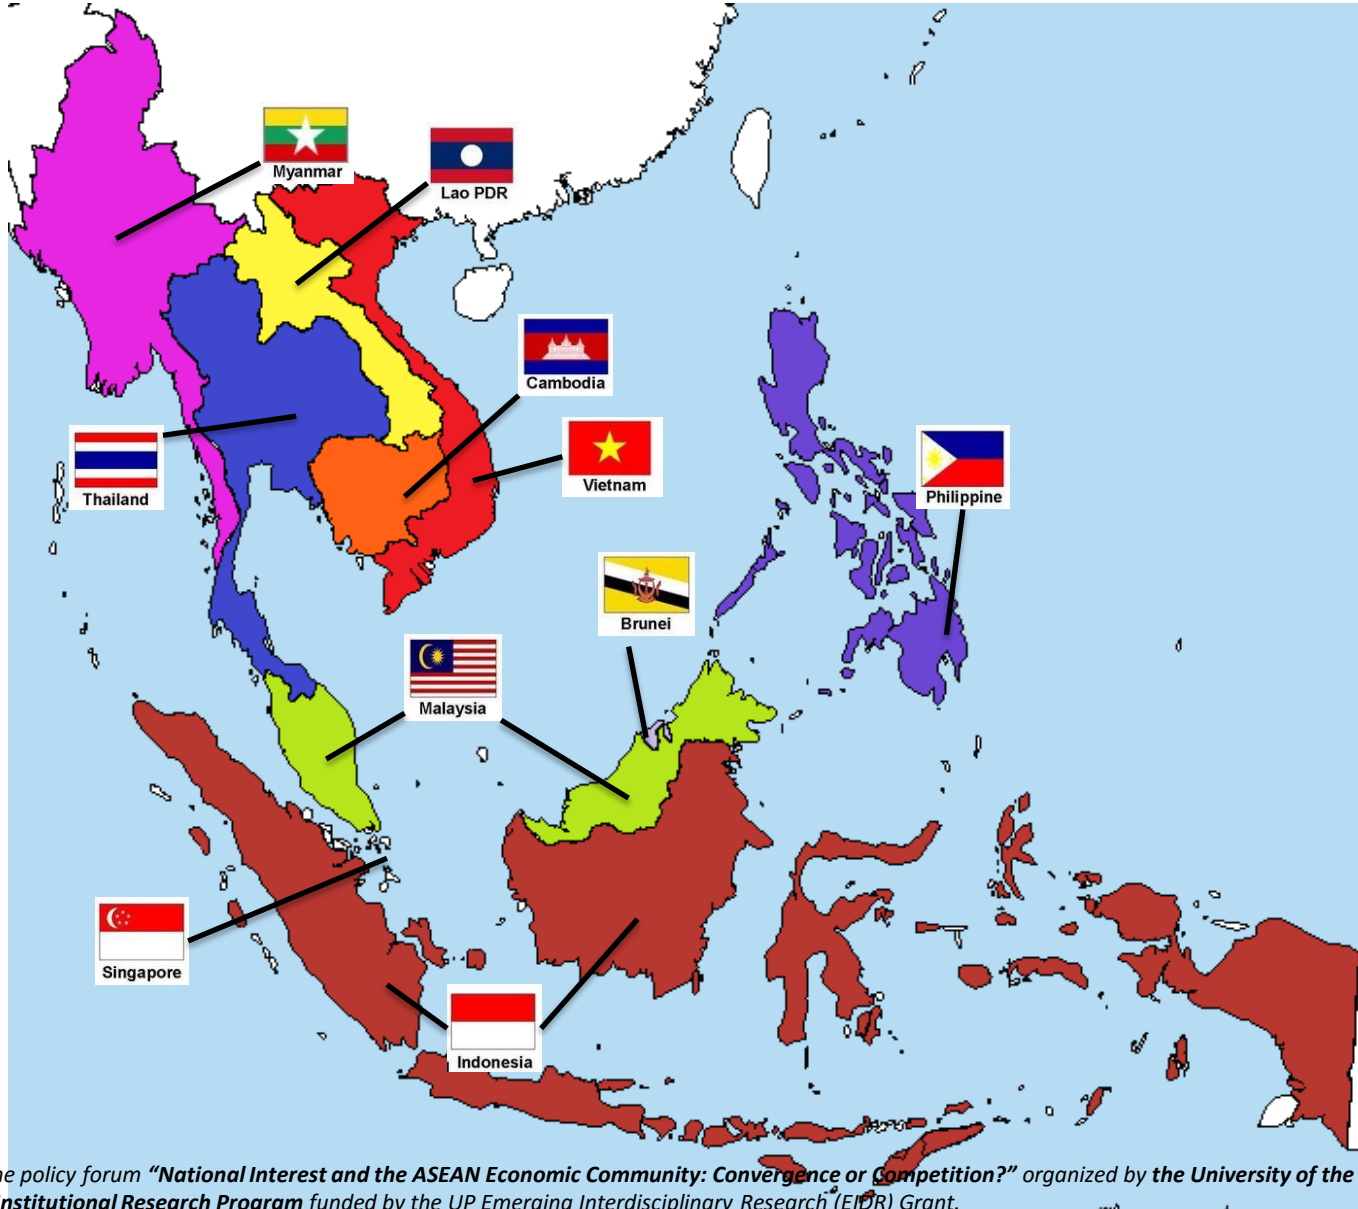 Myanmar
Lao PDR
Cambodia
Thailand
Vietnam
Philippine
Brunei
Malaysia
Singapore
Indonesia
he policy forum “National Interest and the ASEAN Economic Community: Convergence or Competition?” organized by the University of the
nstitutional Research Program funded by the UP Emerging Interdisciplinary Research (EIDR) Grant.